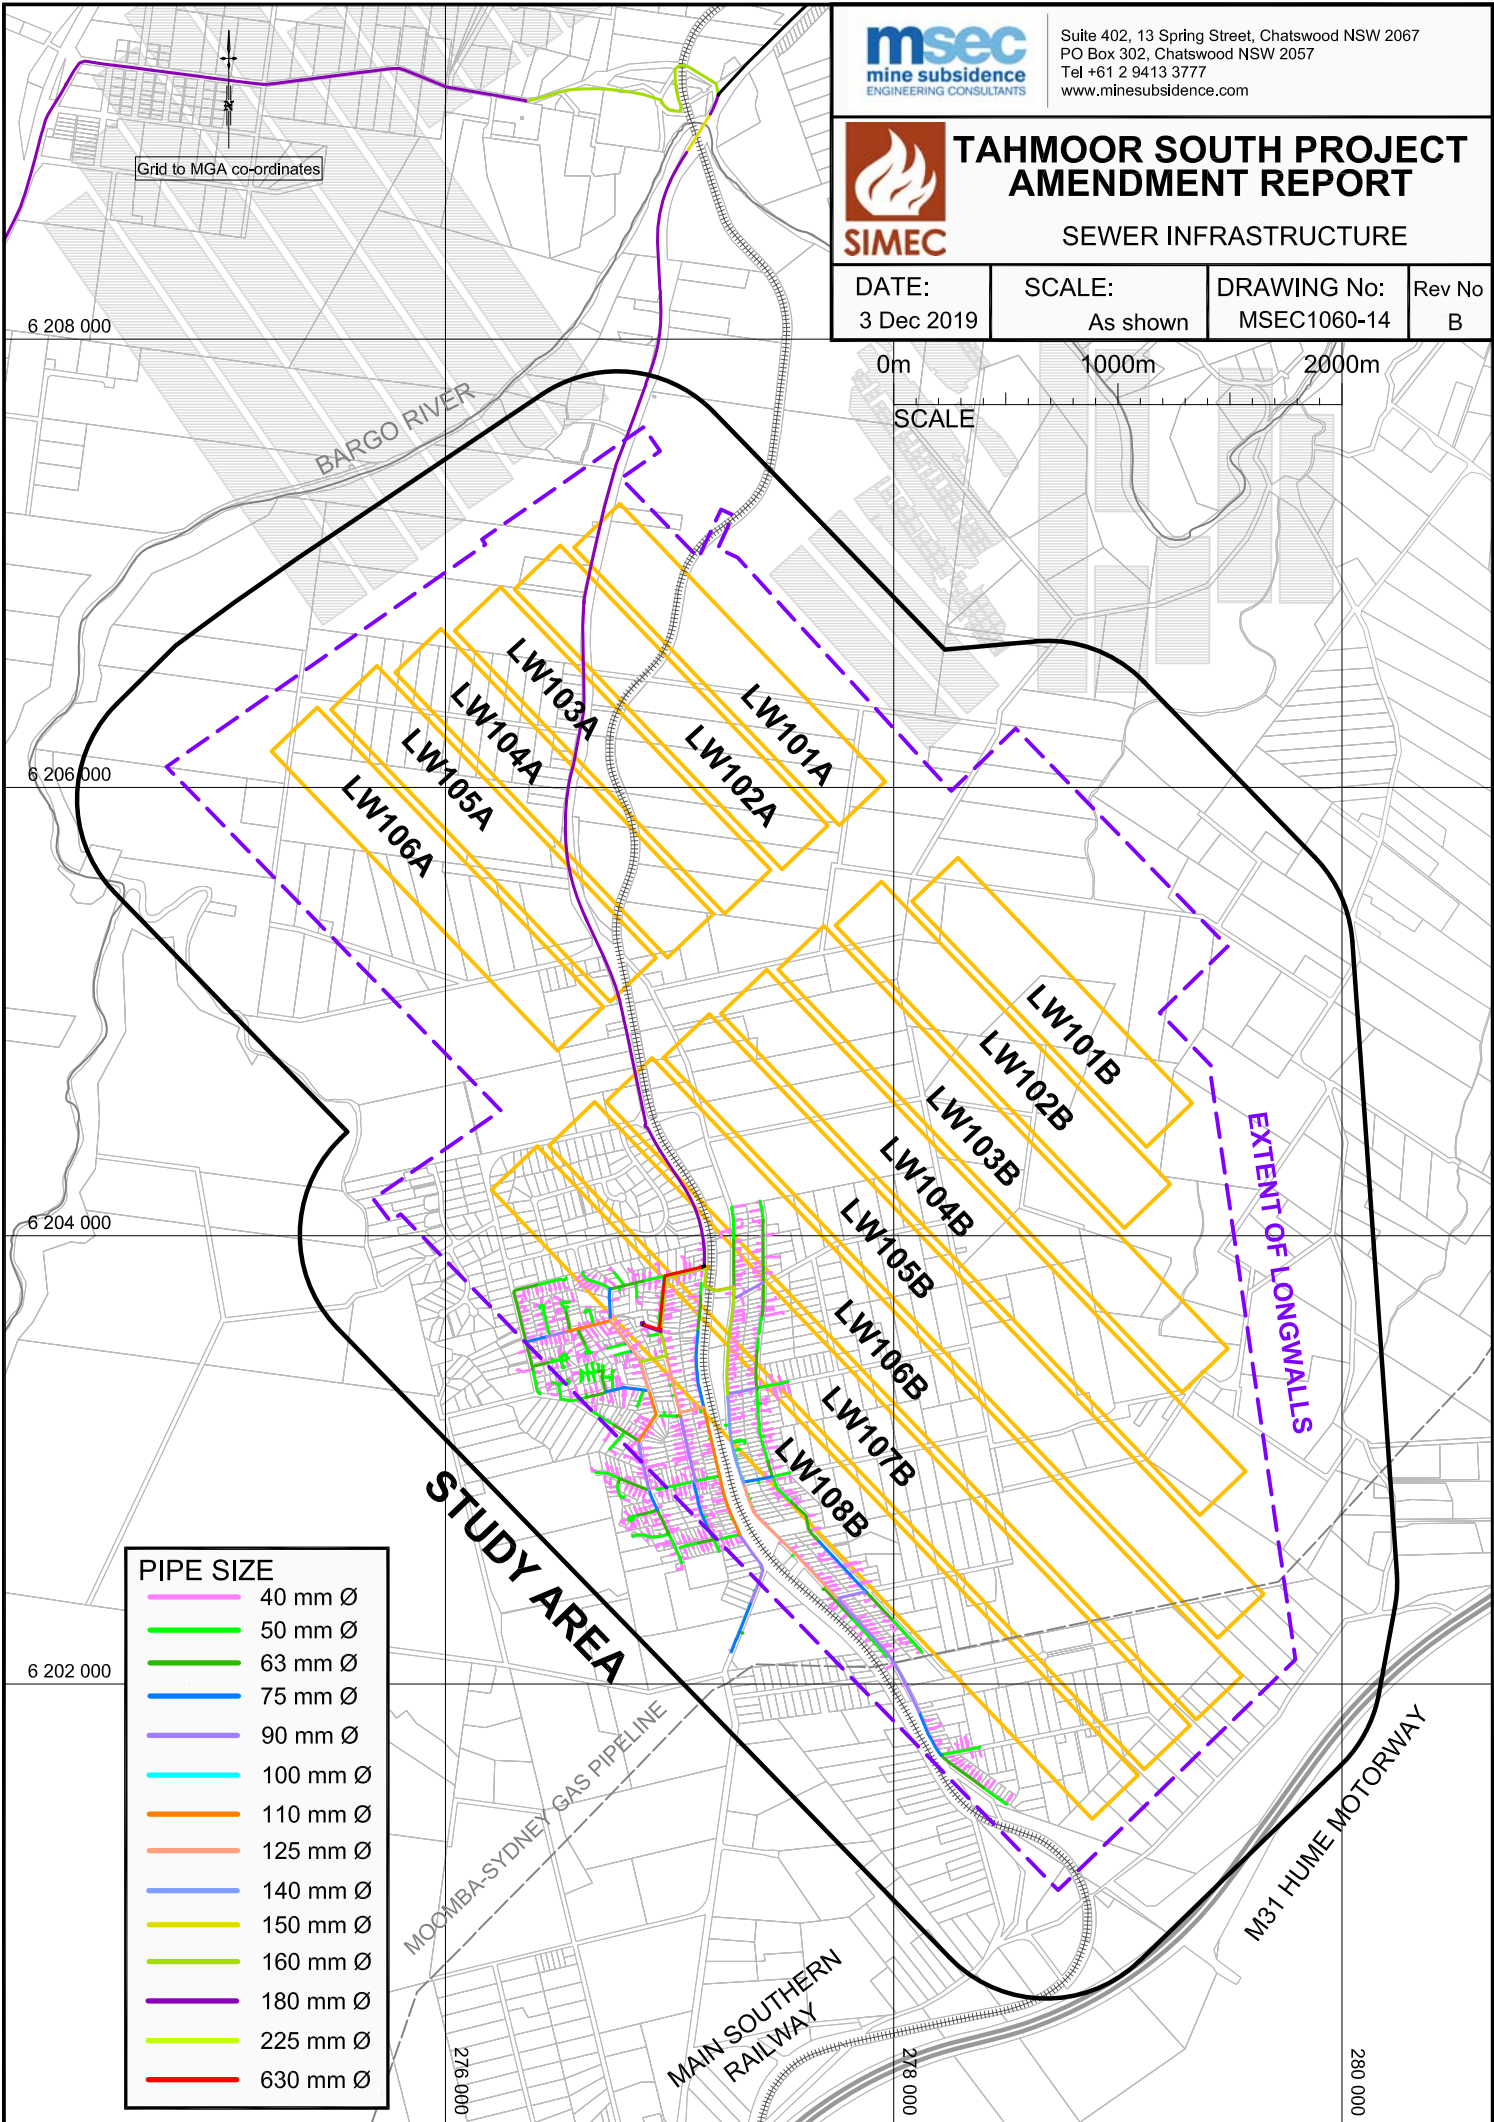 msec
mine subsidence
ENGINEERING CONSULTANTS
Suite 402, 13 Spring Street, Chatswood NSW 2067
PO Box 302, Chatswood NSW 2057
Tel +61 2 9413 3777
www.minesubsidence.com
SIMEC
TAHMOOR SOUTH PROJECT
AMENDMENT REPORT
SEWER INFRASTRUCTURE
DATE:
3 Dec 2019
SCALE:
As shown
DRAWING No:
MSEC1060-14
Rev No
B
N
Grid to MGA co-ordinates
0m 1000m 2000m
SCALE
6 208 000
BARGO RIVER
6 206 000
LW101A
LW102A
LW103A
LW104A
LW105A
LW106A
LW101B
LW102B
LW103B
LW104B
LW105B
LW106B
LW107B
LW108B
EXTENT OF LONGWALLS
6 204 000
STUDY AREA
6 202 000
MOOMBA-SYDNEY GAS PIPELINE
M31 HUME MOTORWAY
MAIN SOUTHERN
RAILWAY
276 000
278 000
280 000
PIPE SIZE
40 mm Ø
50 mm Ø
63 mm Ø
75 mm Ø
90 mm Ø
100 mm Ø
110 mm Ø
125 mm Ø
140 mm Ø
150 mm Ø
160 mm Ø
180 mm Ø
225 mm Ø
630 mm Ø